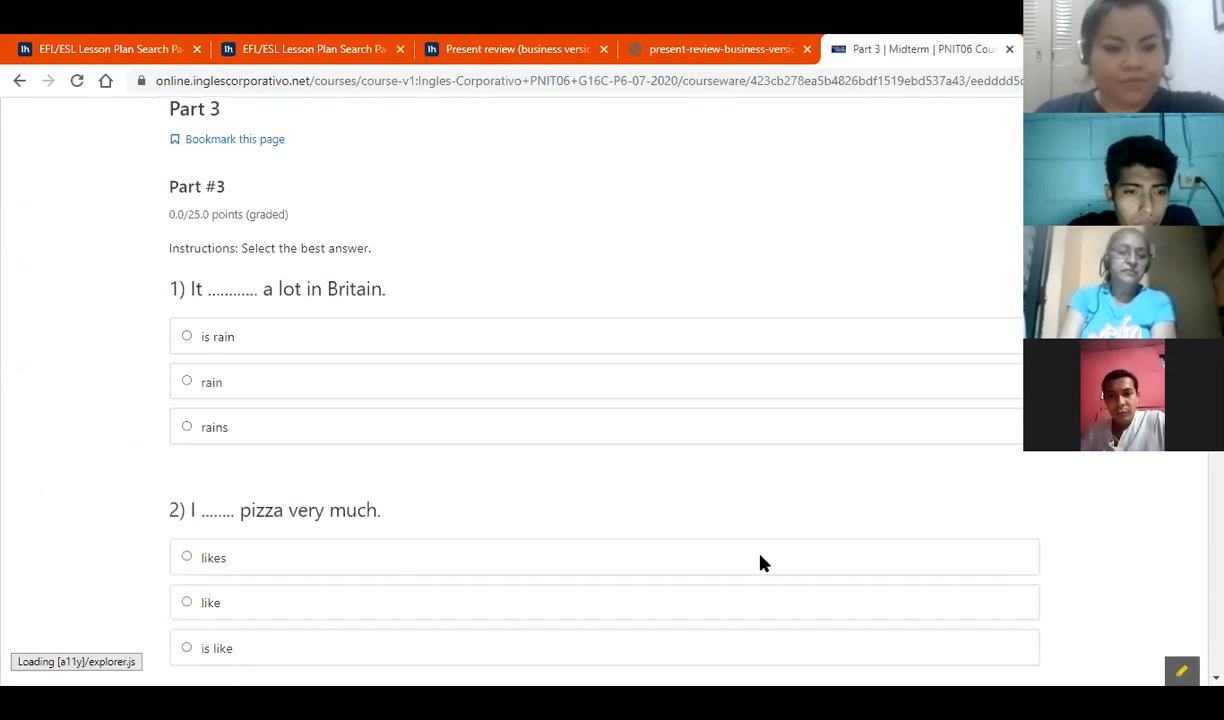 EFL/ESL Lesson Plan Search Pa
EFL/ESL Lesson Plan Search Pa
Present review (business versio
present-review-business-versio
Part 3 | Midterm | PNIT06 Cou
online.inglescorporativo.net/courses/course-v1:Ingles-Corporativo+PNIT06+G16C-P6-07-2020/courseware/423cb278ea5b4826bdf1519ebd537a43/eedddd5c
Part 3
Bookmark this page
Part #3
0.0/25.0 points (graded)
Instructions: Select the best answer.
1) It ............ a lot in Britain.
is rain
rain
rains
2) I ........ pizza very much.
likes
like
is like
Loading [a11y]/explorer.js